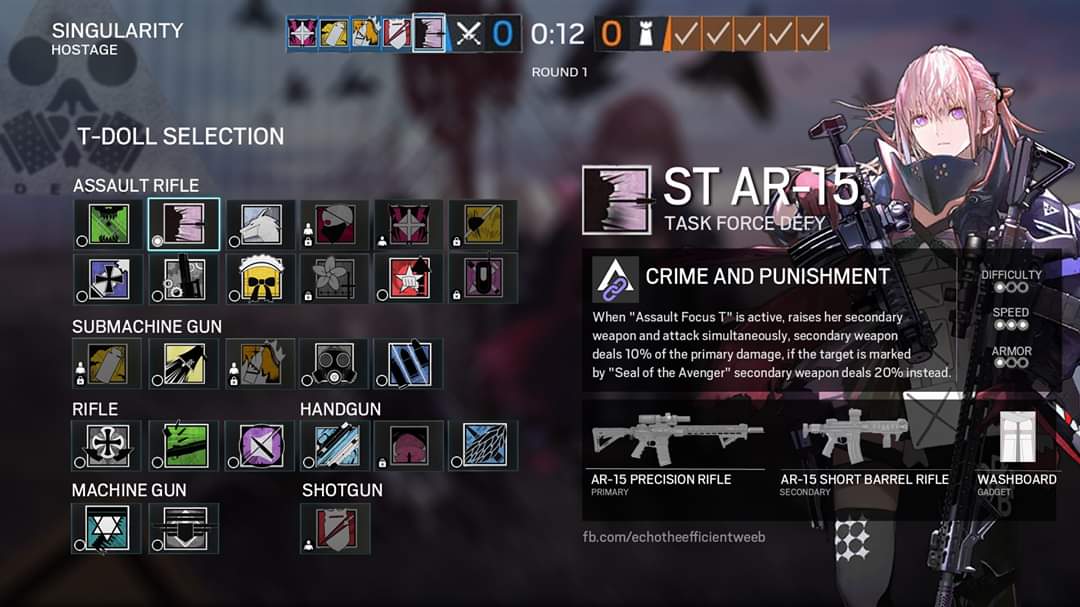 SINGULARITY
HOSTAGE
0 0:12 0
ROUND 1
T-DOLL SELECTION
ASSAULT RIFLE
SUBMACHINE GUN
RIFLE
HANDGUN
MACHINE GUN
SHOTGUN
ST AR-15
TASK FORCE DEFY
CRIME AND PUNISHMENT
When "Assault Focus T" is active, raises her secondary
weapon and attack simultaneously, secondary weapon
deals 10% of the primary damage, if the target is marked
by "Seal of the Avenger" secondary weapon deals 20% instead.
DIFFICULTY
SPEED
ARMOR
AR-15 PRECISION RIFLE
PRIMARY
AR-15 SHORT BARREL RIFLE
SECONDARY
WASHBOARD
GADGET
fb.com/echotheefficientweeb